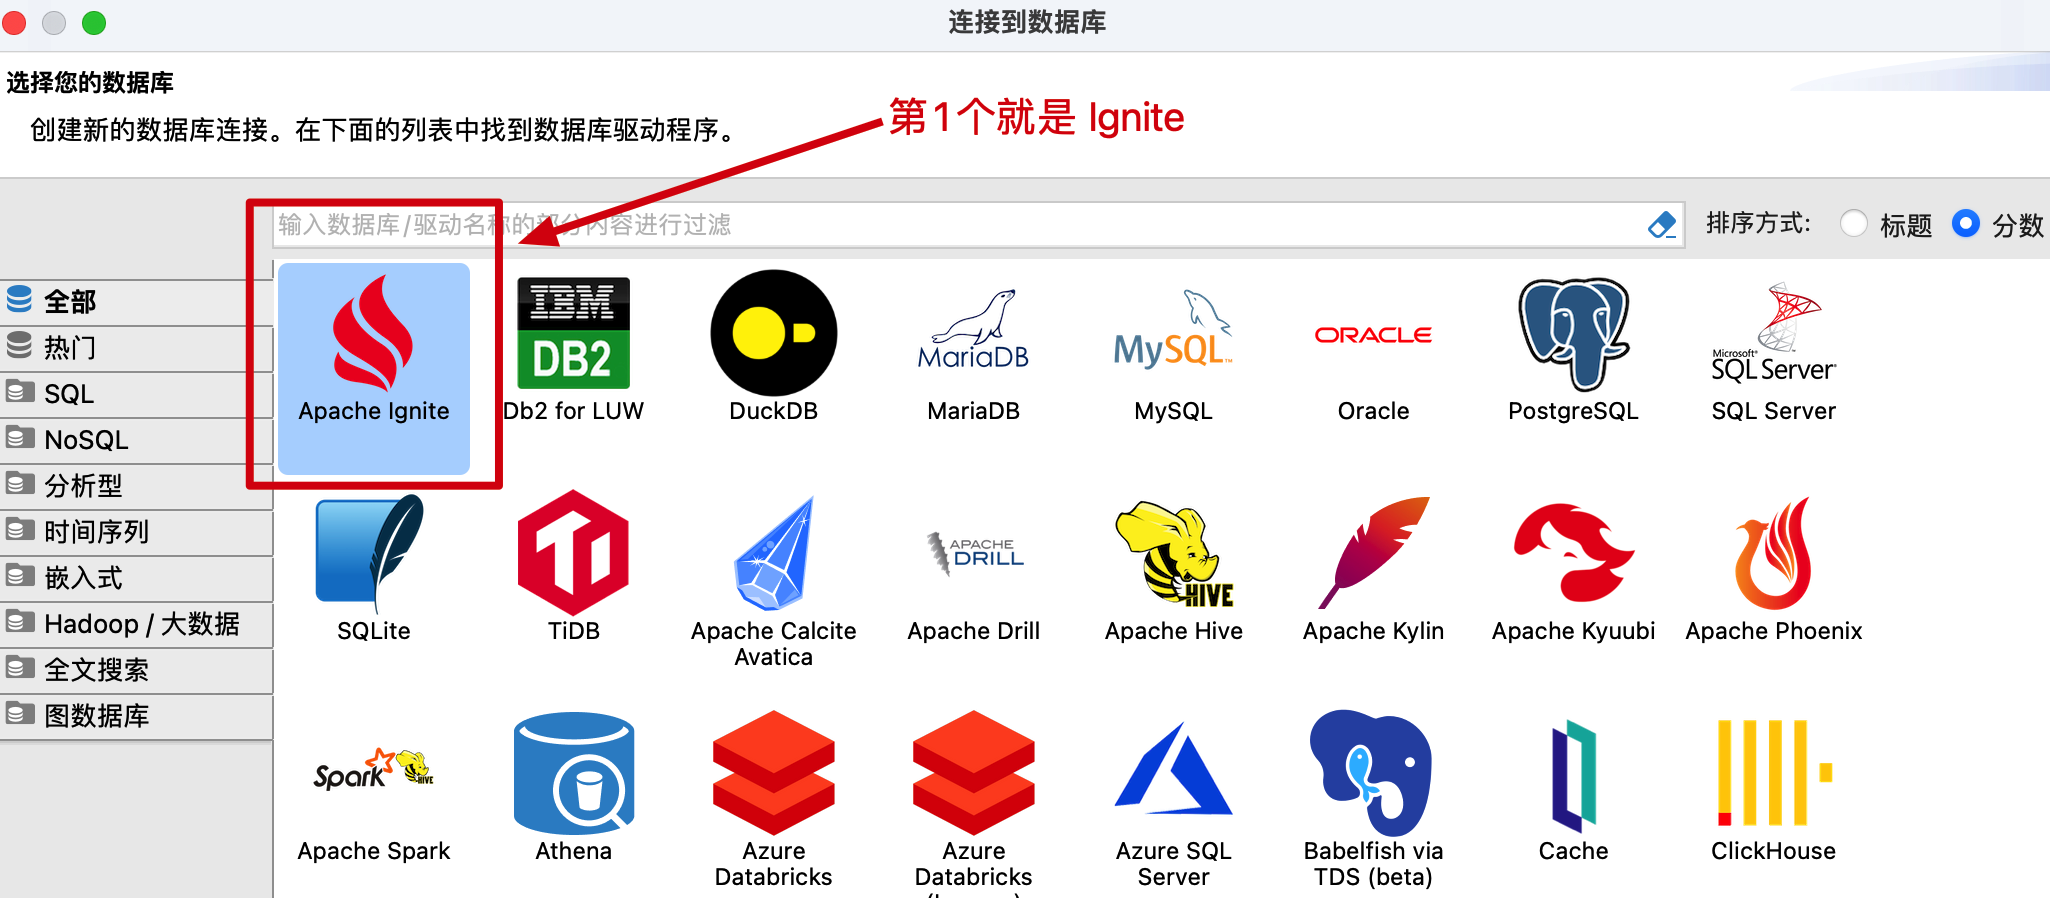 连接到数据库
选择您的数据库
创建新的数据库连接。在下面的列表中找到数据库驱动程序。
第1个就是 Ignite
输入数据库/驱动名称的部分内容进行过滤
排序方式: 标题 分数
全部
热门
SQL
NoSQL
分析型
时间序列
嵌入式
Hadoop / 大数据
全文搜索
图数据库
IBM
DB2
MariaDB
MySQL™
ORACLE
Microsoft®
SQL Server®
Apache Ignite
Db2 for LUW
DuckDB
MariaDB
MySQL
Oracle
PostgreSQL
SQL Server
Ti
APACHE
DRILL
HIVE
SQLite
TiDB
Apache Calcite
Avatica
Apache Drill
Apache Hive
Apache Kylin
Apache Kyuubi
Apache Phoenix
Spark
HIVE
Apache Spark
Athena
Azure
Databricks
Azure
Databricks
Azure SQL
Server
Babelfish via
TDS (beta)
Cache
ClickHouse